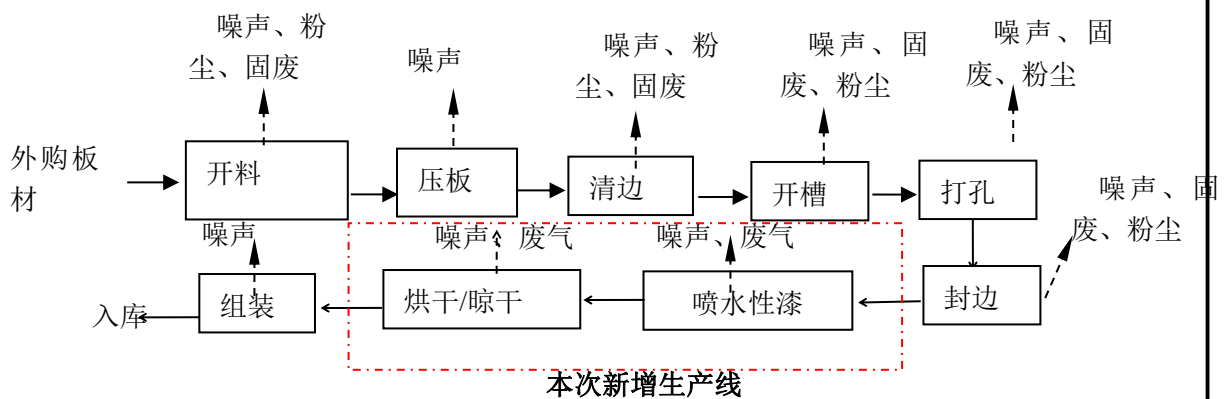 噪声、粉
尘、固废
噪声
噪声、粉
尘、固废
噪声、固
废、粉尘
噪声、固
废、粉尘
外购板
材
开料
压板
清边
开槽
打孔
噪声、固
废、粉尘
噪声
噪声、废气
噪声、废气
入库
组装
烘干/晾干
喷水性漆
封边
本次新增生产线